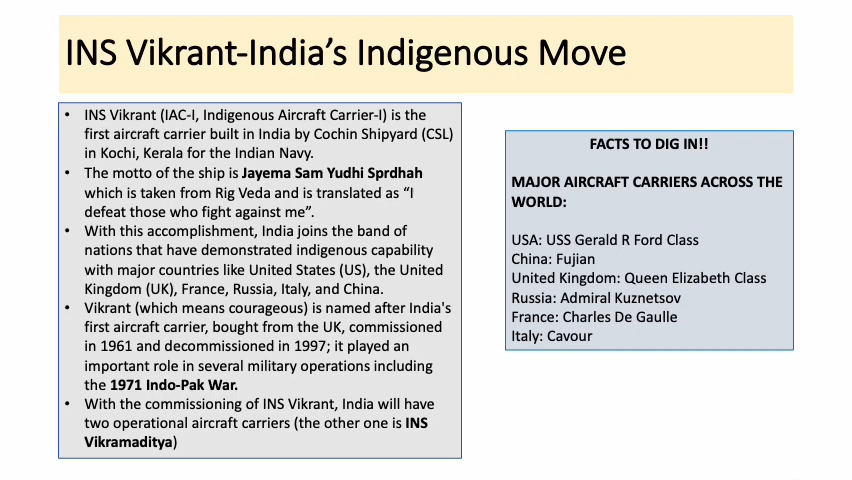 INS Vikrant-India’s Indigenous Move
• INS Vikrant (IAC-I, Indigenous Aircraft Carrier-I) is the
first aircraft carrier built in India by Cochin Shipyard (CSL)
in Kochi, Kerala for the Indian Navy.
• The motto of the ship is Jayema Sam Yudhi Sprdhah
which is taken from Rig Veda and is translated as “I
defeat those who fight against me”.
• With this accomplishment, India joins the band of
nations that have demonstrated indigenous capability
with major countries like United States (US), the United
Kingdom (UK), France, Russia, Italy, and China.
• Vikrant (which means courageous) is named after India's
first aircraft carrier, bought from the UK, commissioned
in 1961 and decommissioned in 1997; it played an
important role in several military operations including
the 1971 Indo-Pak War.
• With the commissioning of INS Vikrant, India will have
two operational aircraft carriers (the other one is INS
Vikramaditya)
FACTS TO DIG IN!!
MAJOR AIRCRAFT CARRIERS ACROSS THE
WORLD:
USA: USS Gerald R Ford Class
China: Fujian
United Kingdom: Queen Elizabeth Class
Russia: Admiral Kuznetsov
France: Charles De Gaulle
Italy: Cavour